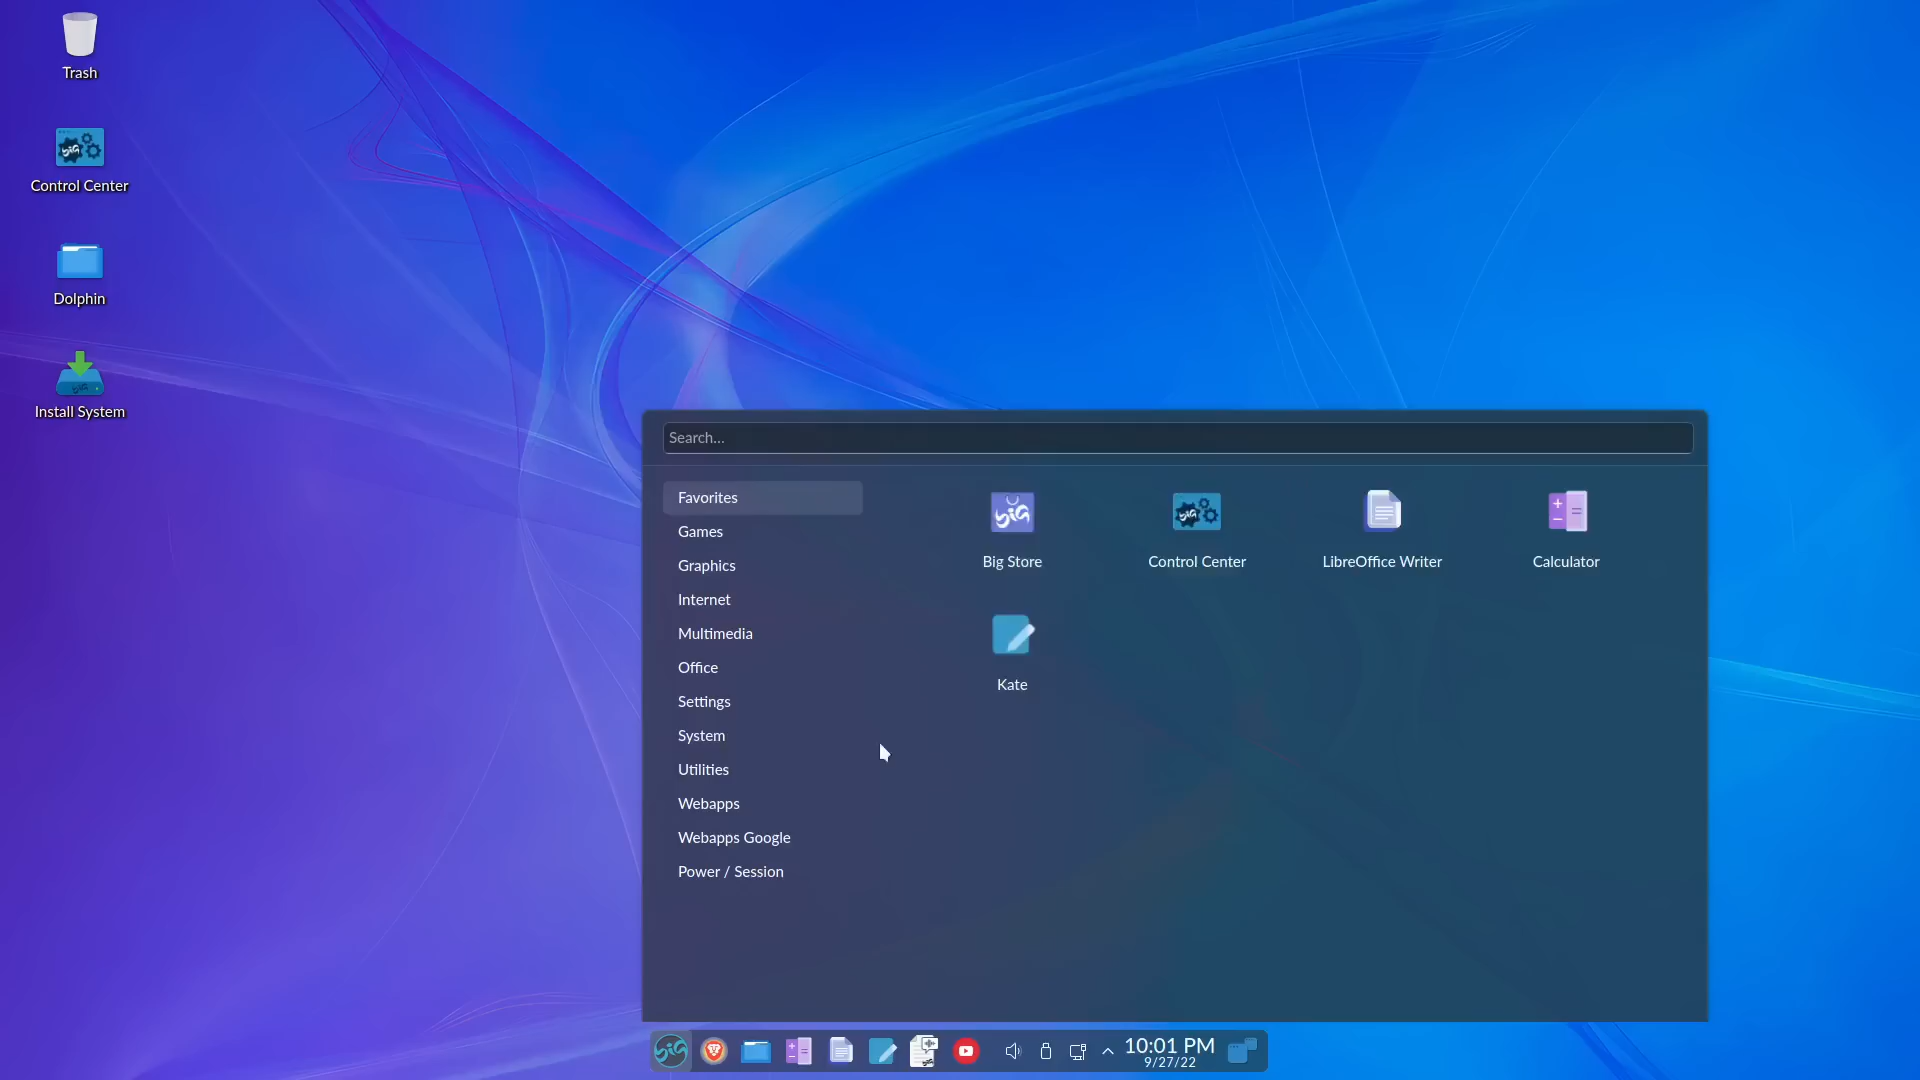 Trash
Control Center
Dolphin
Install System
Search...
Favorites
Games
Graphics
Internet
Multimedia
Office
Settings
System
Utilities
Webapps
Webapps Google
Power / Session
Big Store
Control Center
LibreOffice Writer
Calculator
Kate
10:01 PM
9/27/22